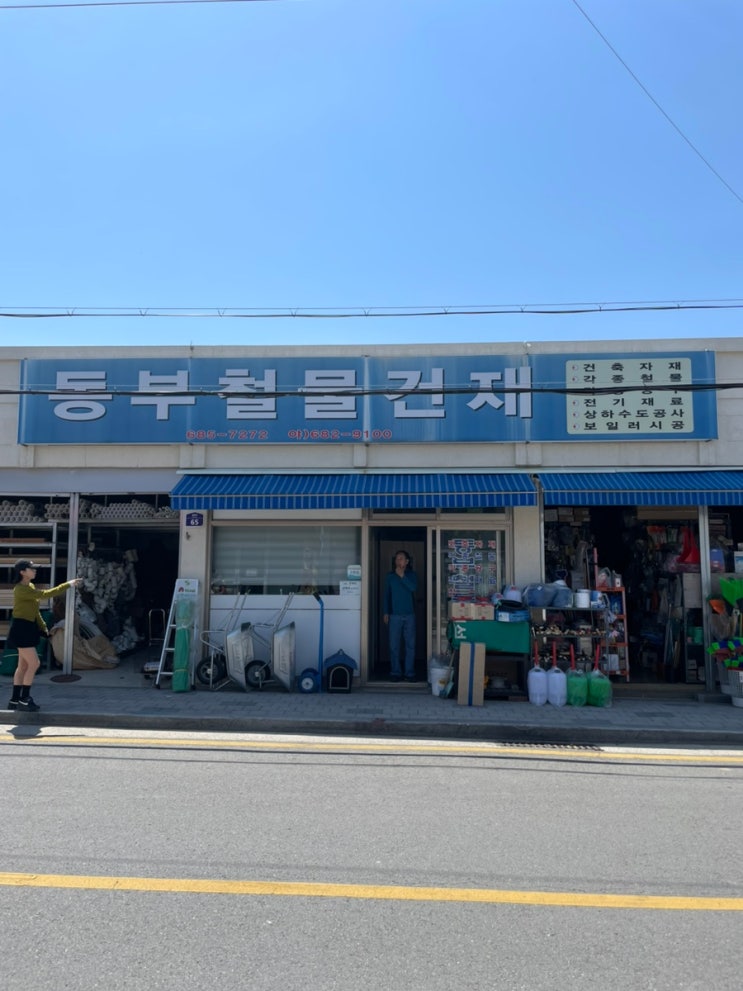 동부철물건재
685-7272 야)682-9100
건축자재
각종철물
전기재료
상하수도공사
보일러시공
65